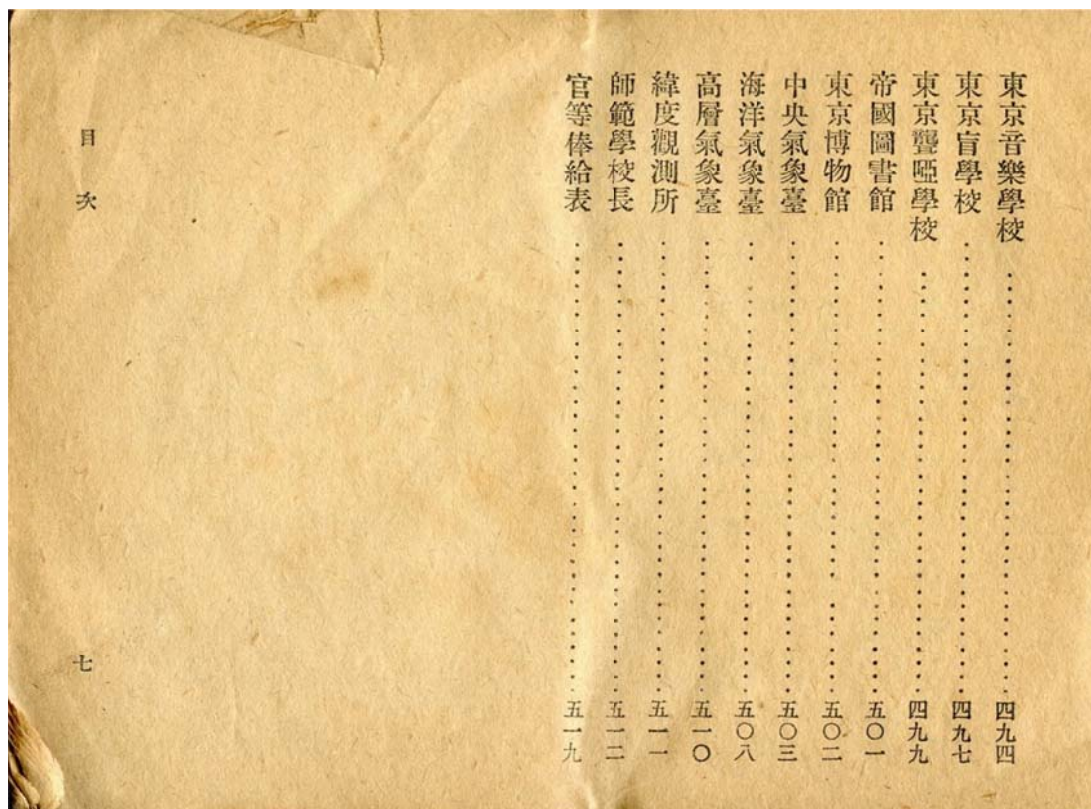 東京音樂學校……四九四
東京盲學校……四九七
東京聾啞學校……四九九
帝國圖書館……五〇一
東京博物館……五〇二
中央氣象臺……五〇三
海洋氣象臺……五〇八
高層氣象臺……五一〇
緯度觀測所……五一一
師範學校長……五一二
官等俸給表……五一九
目次
七